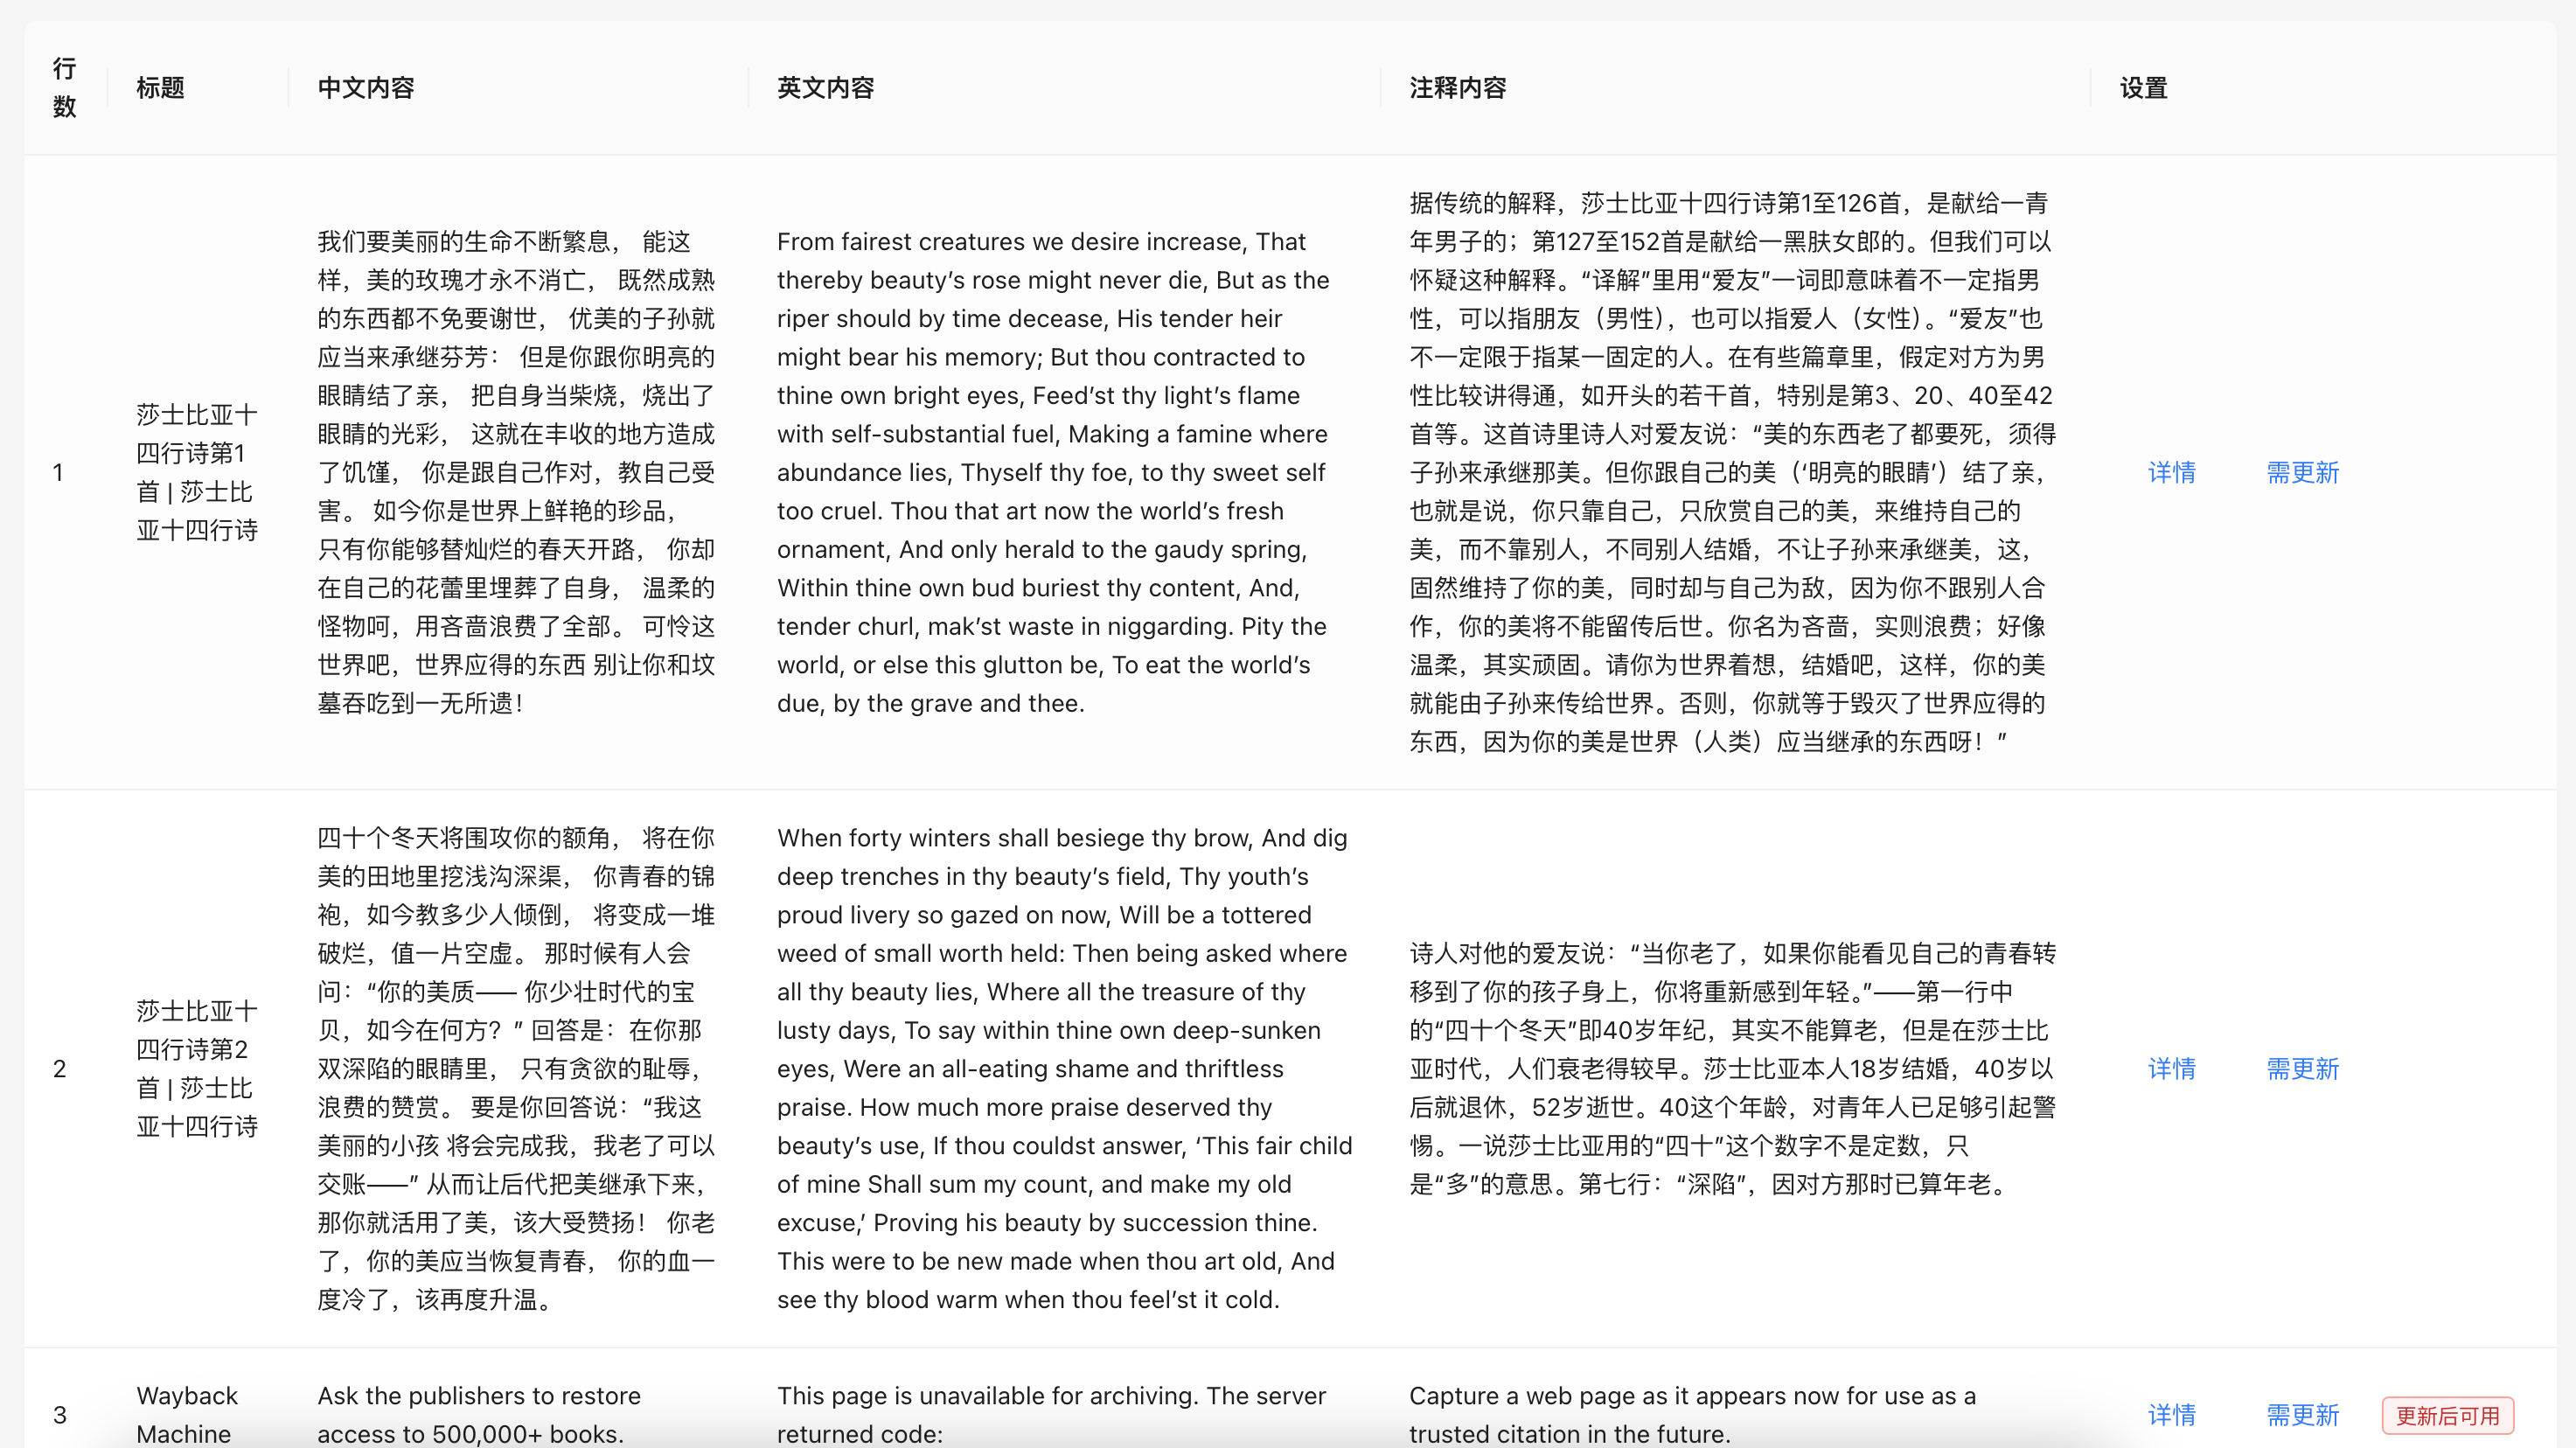 行
数
标题
中文内容
英文内容
注释内容
设置
1
莎士比亚十
四行诗第1
首 | 莎士比
亚十四行诗
我们要美丽的生命不断繁息， 能这
样，美的玫瑰才永不消亡， 既然成熟
的东西都不免要谢世， 优美的子孙就
应当来承继芬芳： 但是你跟你明亮的
眼睛结了亲， 把自身当柴烧，烧出了
眼睛的光彩， 这就在丰收的地方造成
了饥馑， 你是跟自己作对，教自己受
害。 如今你是世界上鲜艳的珍品，
只有你能够替灿烂的春天开路， 你却
在自己的花蕾里埋葬了自身， 温柔的
怪物呵，用吝啬浪费了全部。 可怜这
世界吧，世界应得的东西 别让你和坟
墓吞吃到一无所遗！
From fairest creatures we desire increase, That
thereby beauty’s rose might never die, But as the
riper should by time decease, His tender heir
might bear his memory; But thou contracted to
thine own bright eyes, Feed’st thy light’s flame
with self-substantial fuel, Making a famine where
abundance lies, Thyself thy foe, to thy sweet self
too cruel. Thou that art now the world’s fresh
ornament, And only herald to the gaudy spring,
Within thine own bud buriest thy content, And,
tender churl, mak’st waste in niggarding. Pity the
world, or else this glutton be, To eat the world’s
due, by the grave and thee.
据传统的解释，莎士比亚十四行诗第1至126首，是献给一青
年男子的；第127至152首是献给一黑肤女郎的。但我们可以
怀疑这种解释。“译解”里用“爱友”一词即意味着不一定指男
性，可以指朋友（男性），也可以指爱人（女性）。“爱友”也
不一定限于指某一固定的人。在有些篇章里，假定对方为男
性比较讲得通，如开头的若干首，特别是第3、20、40至42
首等。这首诗里诗人对爱友说：“美的东西老了都要死，须得
子孙来承继那美。但你跟自己的美（‘明亮的眼睛’）结了亲，
也就是说，你只靠自己，只欣赏自己的美，来维持自己的
美，而不靠别人，不同别人结婚，不让子孙来承继美，这，
固然维持了你的美，同时却与自己为敌，因为你不跟别人合
作，你的美将不能留传后世。你名为吝啬，实则浪费；好像
温柔，其实顽固。请你为世界着想，结婚吧，这样，你的美
就能由子孙来传给世界。否则，你就等于毁灭了世界应得的
东西，因为你的美是世界（人类）应当继承的东西呀！”
详情
需更新
2
莎士比亚十
四行诗第2
首 | 莎士比
亚十四行诗
四十个冬天将围攻你的额角， 将在你
美的田地里挖浅沟深渠， 你青春的锦
袍，如今教多少人倾倒， 将变成一堆
破烂，值一片空虚。 那时候有人会
问：“你的美质—— 你少壮时代的宝
贝，如今在何方？” 回答是：在你那
双深陷的眼睛里， 只有贪欲的耻辱，
浪费的赞赏。 要是你回答说：“我这
美丽的小孩 将会完成我，我老了可以
交账——” 从而让后代把美继承下来，
那你就活用了美，该大受赞扬！ 你老
了，你的美应当恢复青春， 你的血一
度冷了，该再度升温。
When forty winters shall besiege thy brow, And dig
deep trenches in thy beauty’s field, Thy youth’s
proud livery so gazed on now, Will be a tottered
weed of small worth held: Then being asked where
all thy beauty lies, Where all the treasure of thy
lusty days, To say within thine own deep-sunken
eyes, Were an all-eating shame and thriftless
praise. How much more praise deserved thy
beauty’s use, If thou couldst answer, ‘This fair child
of mine Shall sum my count, and make my old
excuse,’ Proving his beauty by succession thine.
This were to be new made when thou art old, And
see thy blood warm when thou feel’st it cold.
诗人对他的爱友说：“当你老了，如果你能看见自己的青春转
移到了你的孩子身上，你将重新感到年轻。”——第一行中
的“四十个冬天”即40岁年纪，其实不能算老，但是在莎士比
亚时代，人们衰老得较早。莎士比亚本人18岁结婚，40岁以
后就退休，52岁逝世。40这个年龄，对青年人已足够引起警
惕。一说莎士比亚用的“四十”这个数字不是定数，只
是“多”的意思。第七行：“深陷”，因对方那时已算年老。
详情
需更新
3
Wayback
Machine
Ask the publishers to restore
access to 500,000+ books.
This page is unavailable for archiving. The server
returned code:
Capture a web page as it appears now for use as a
trusted citation in the future.
详情
需更新
更新后可用